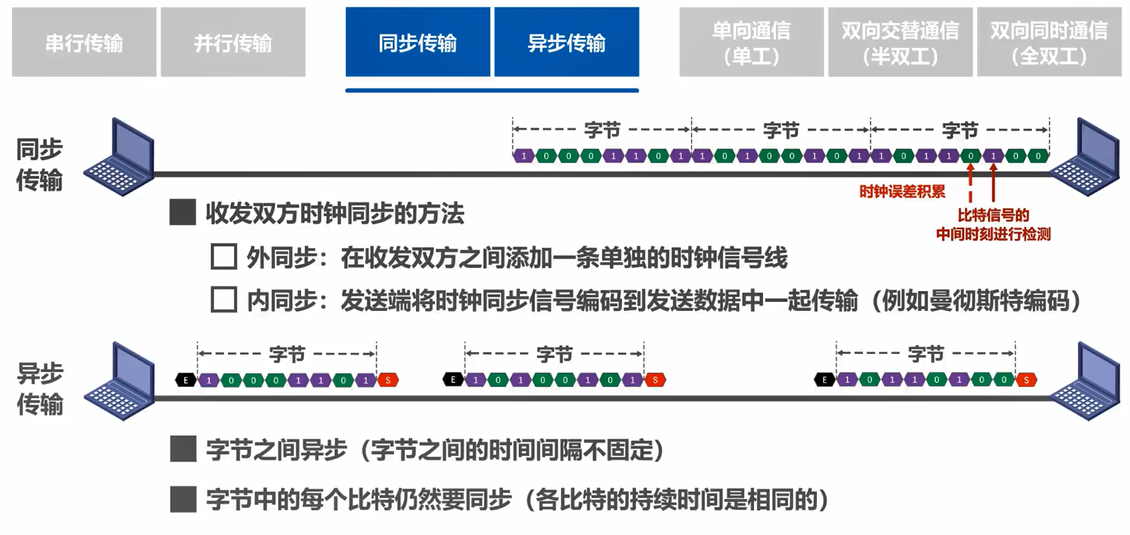 串行传输 并行传输 同步传输 异步传输 单向通信 双向交替通信 双向同时通信
(单工) (半双工) (全双工)
字节 字节 字节
同步
传输
1 0 0 0 1 1 0 1 1 0 1 0 0 1 0 1 1 0 1 1 0 1 0 0
时钟误差积累
比特信号的
中间时刻进行检测
收发双方时钟同步的方法
外同步：在收发双方之间添加一条单独的时钟信号线
内同步：发送端将时钟同步信号编码到发送数据中一起传输（例如曼彻斯特编码）
字节 字节 字节
异步
传输
E 1 0 0 0 1 1 0 1 S E 1 0 1 0 0 1 0 1 S E 1 0 1 1 0 1 0 0 S
字节之间异步（字节之间的时间间隔不固定）
字节中的每个比特仍然要同步（各比特的持续时间是相同的）